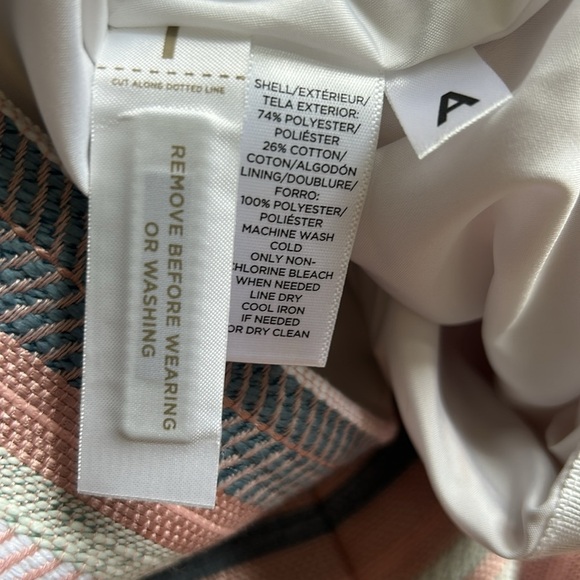 CUT ALONG DOTTED LINE
REMOVE BEFORE WEARING
OR WASHING
SHELL/EXTÉRIEUR/
TELA EXTERIOR:
74% POLYESTER/
POLIÉSTER
26% COTTON/
COTON/ALGODÓN
LINING/DOUBLURE/
FORRO:
100% POLYESTER/
POLIÉSTER
MACHINE WASH
COLD
ONLY NON-
CHLORINE BLEACH
WHEN NEEDED
LINE DRY
COOL IRON
IF NEEDED
OR DRY CLEAN
A